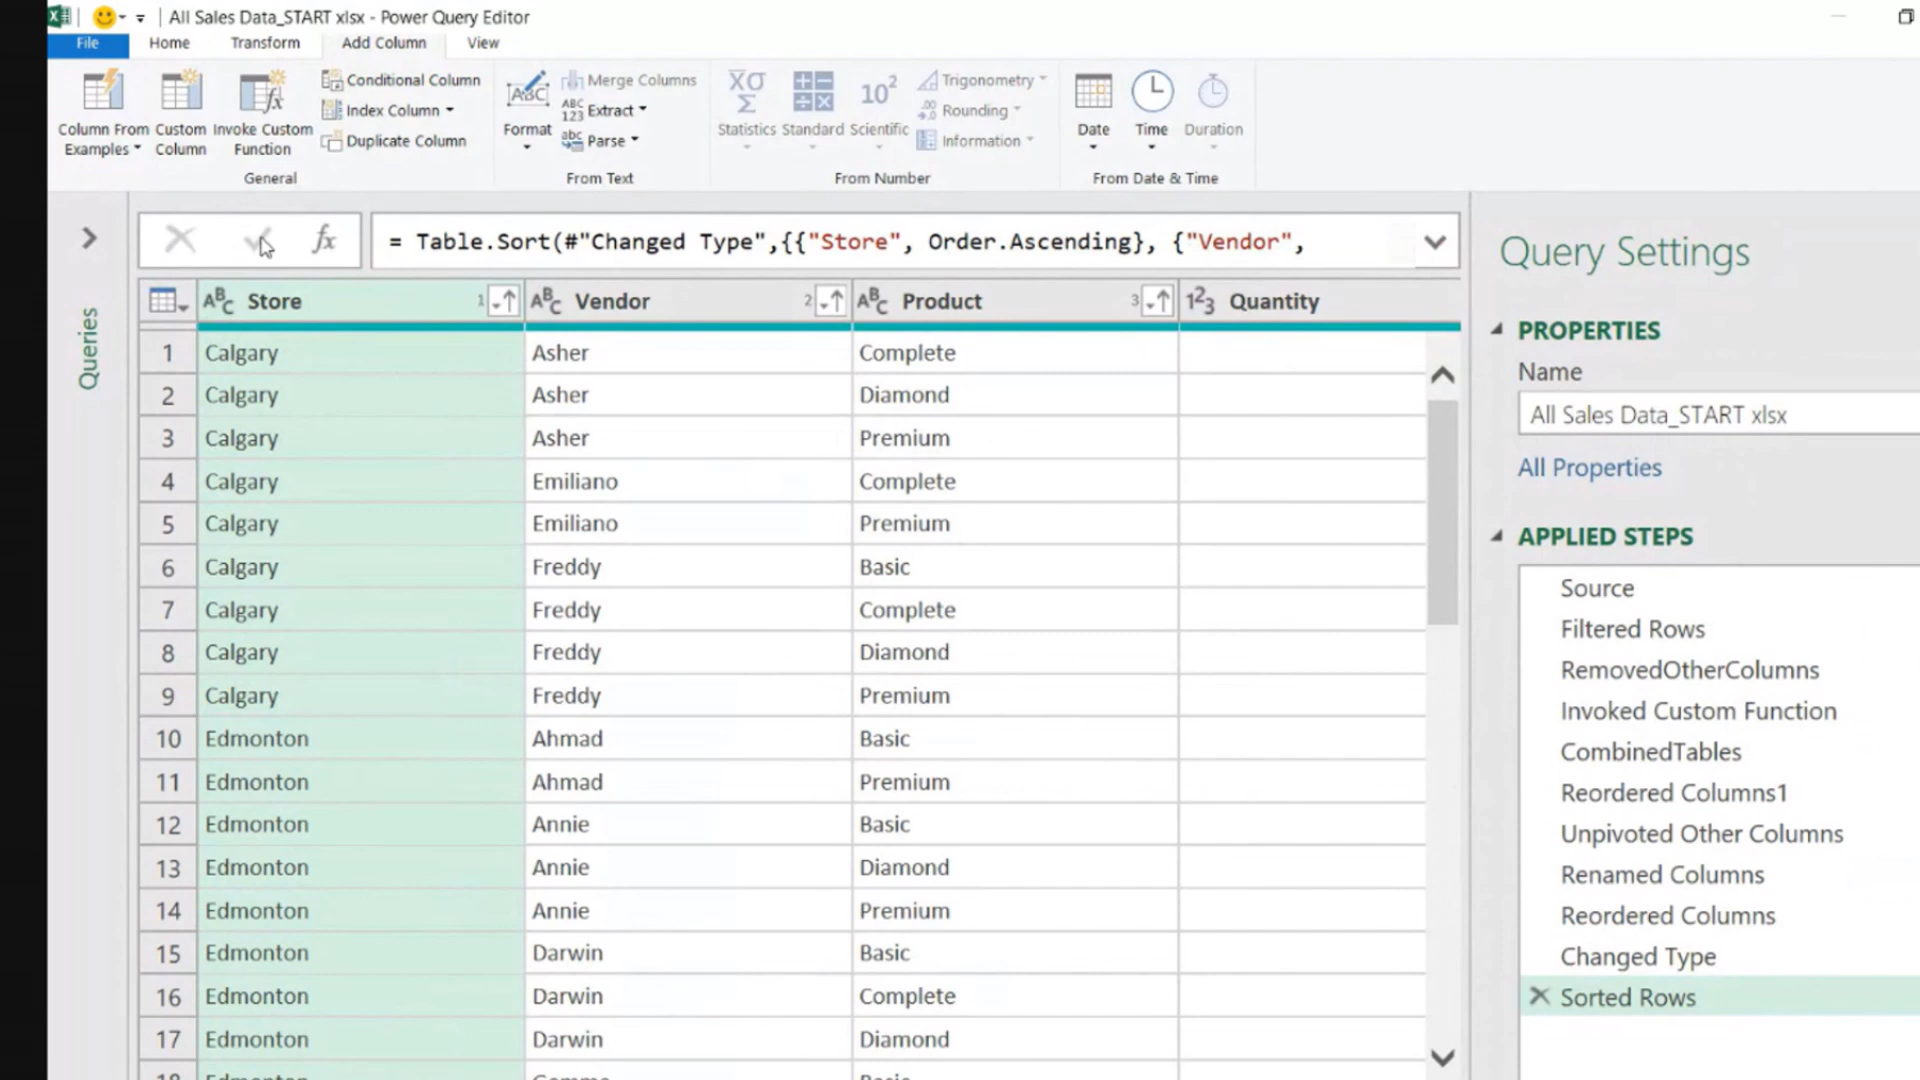 All Sales Data_START xlsx - Power Query Editor
File Home Transform Add Column View
Column From Examples
Custom Column
Invoke Custom Function
Conditional Column
Index Column
Duplicate Column
General
Format
Merge Columns
Extract
Parse
From Text
Statistics
Standard
Scientific
Trigonometry
Rounding
Information
From Number
Date
Time
Duration
From Date & Time
= Table.Sort(#"Changed Type",{{"Store", Order.Ascending}, {"Vendor",
Queries
Store 1 Vendor 2 Product 3 Quantity
1 Calgary Asher Complete
2 Calgary Asher Diamond
3 Calgary Asher Premium
4 Calgary Emiliano Complete
5 Calgary Emiliano Premium
6 Calgary Freddy Basic
7 Calgary Freddy Complete
8 Calgary Freddy Diamond
9 Calgary Freddy Premium
10 Edmonton Ahmad Basic
11 Edmonton Ahmad Premium
12 Edmonton Annie Basic
13 Edmonton Annie Diamond
14 Edmonton Annie Premium
15 Edmonton Darwin Basic
16 Edmonton Darwin Complete
17 Edmonton Darwin Diamond
Query Settings
PROPERTIES
Name
All Sales Data_START xlsx
All Properties
APPLIED STEPS
Source
Filtered Rows
RemovedOtherColumns
Invoked Custom Function
CombinedTables
Reordered Columns1
Unpivoted Other Columns
Renamed Columns
Reordered Columns
Changed Type
Sorted Rows